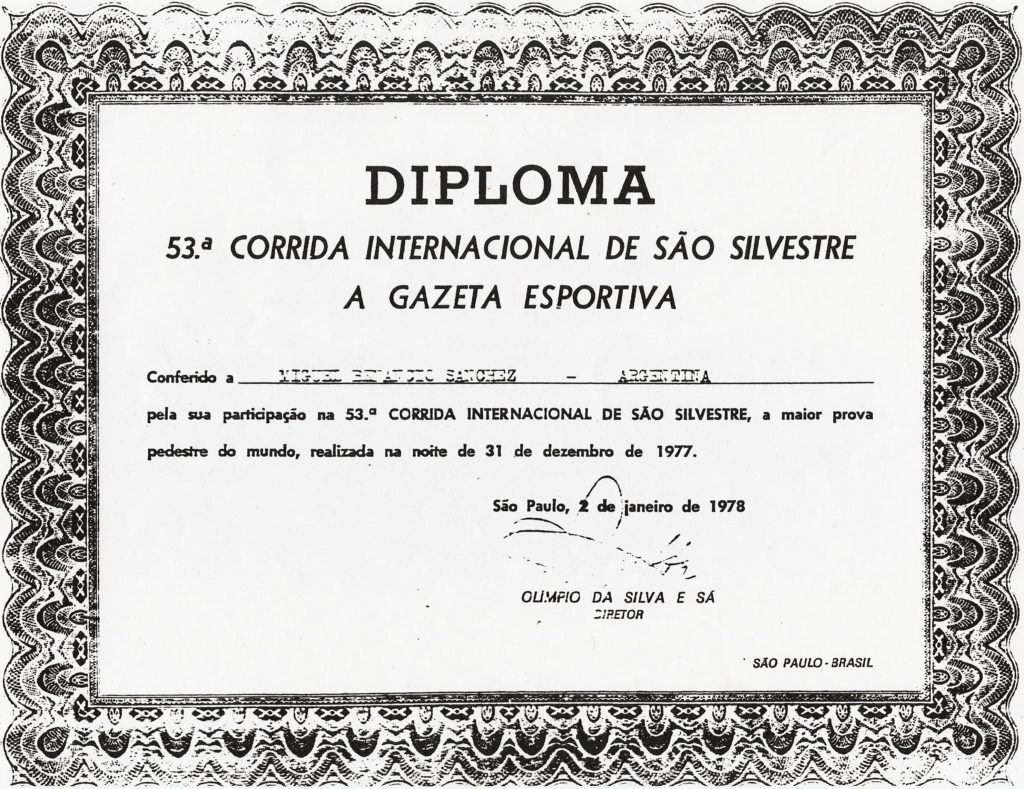 DIPLOMA
53.ª CORRIDA INTERNACIONAL DE SÃO SILVESTRE
A GAZETA ESPORTIVA
Conferido a MIGUEL BENANCIO SANCHEZ - ARGENTINA
pela sua participação na 53.ª CORRIDA INTERNACIONAL DE SÃO SILVESTRE, a maior prova
pedestre do mundo, realizada na noite de 31 de dezembro de 1977.
São Paulo, 2 de janeiro de 1978
OLIMPIO DA SILVA E SÁ
DIRETOR
SÃO PAULO - BRASIL